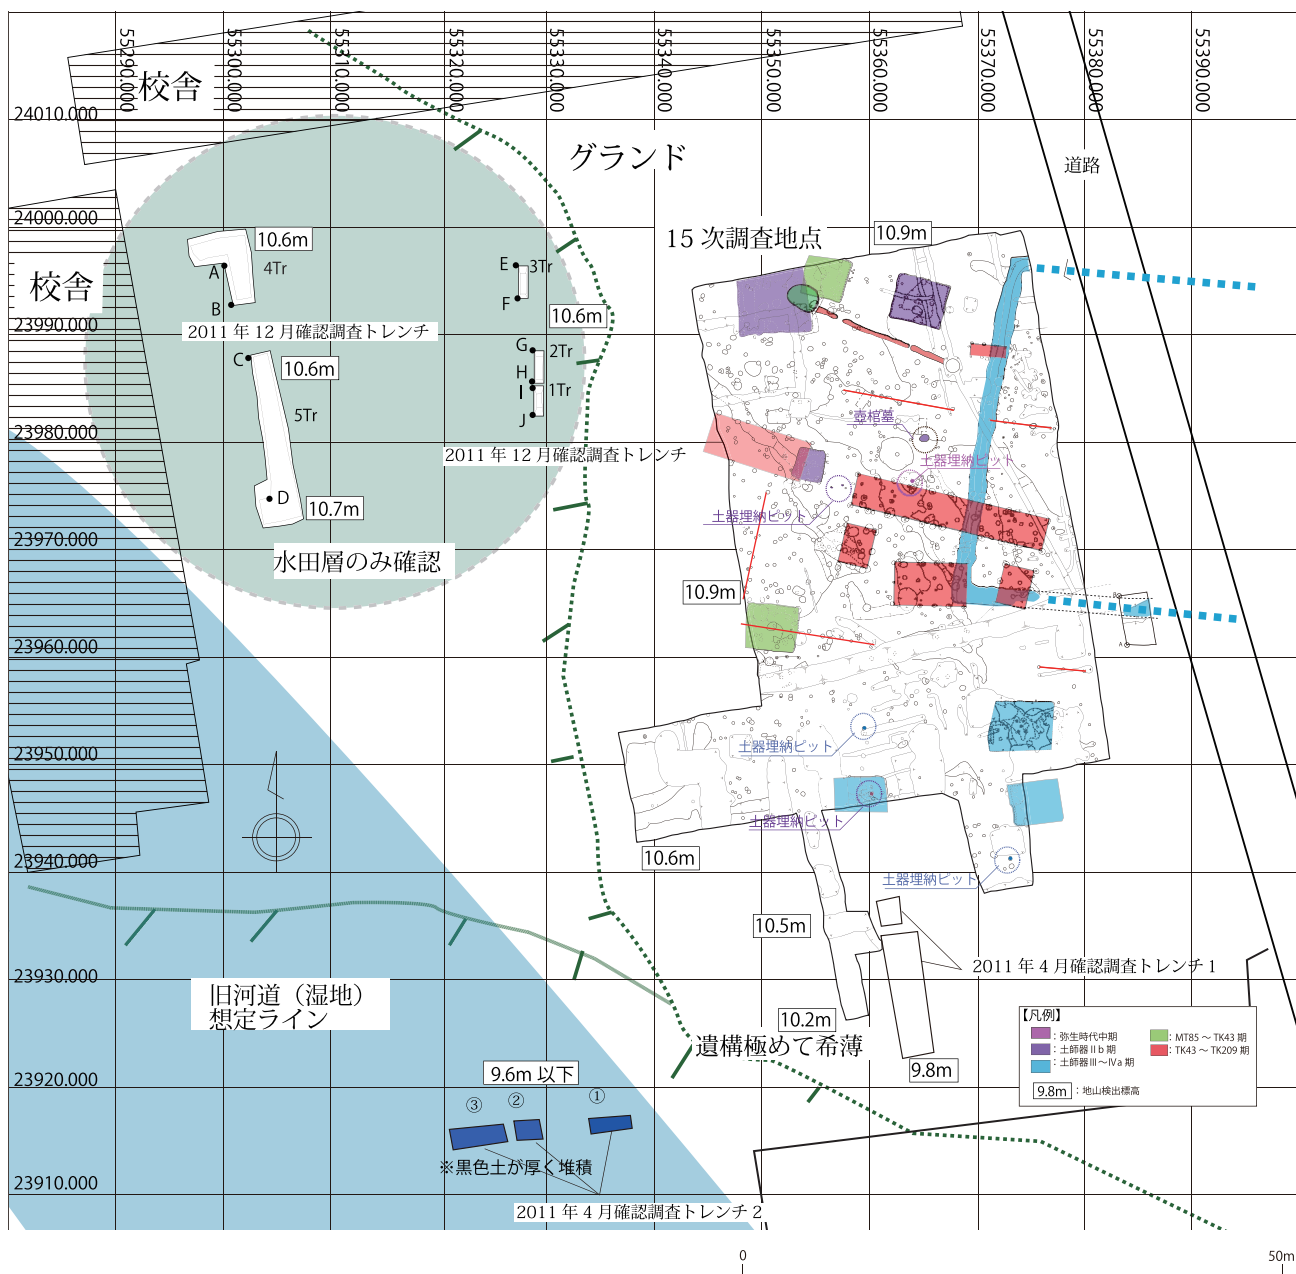 55290.000
55300.000
55310.000
55320.000
55330.000
55340.000
55350.000
55360.000
55370.000
55380.000
55390.000
校舎
24010.000
グランド
道路
24000.000
15 次調査地点
10.9m
10.6m
4Tr
A
B
E
3Tr
F
校舎
10.6m
23990.000
2011 年 12 月確認調査トレンチ
G
2Tr
C
10.6m
H
I
1Tr
5Tr
J
壺棺墓
23980.000
2011 年 12 月確認調査トレンチ
土器埋納ピット
D
10.7m
土器埋納ピット
23970.000
水田層のみ確認
10.9m
B
A
23960.000
23950.000
土器埋納ピット
土器埋納ピット
10.6m
23940.000
土器埋納ピット
10.5m
2011 年 4 月確認調査トレンチ 1
23930.000
旧河道（湿地）
想定ライン
10.2m
遺構極めて希薄
9.8m
【凡例】
：弥生時代中期
：土師器Ⅱb 期
：土師器Ⅲ～Ⅳa 期
：MT85 ～ TK43 期
：TK43 ～ TK209 期
9.8m ：地山検出標高
23920.000
9.6m 以下
③
②
①
※黒色土が厚く堆積
23910.000
2011 年 4 月確認調査トレンチ 2
0
50m